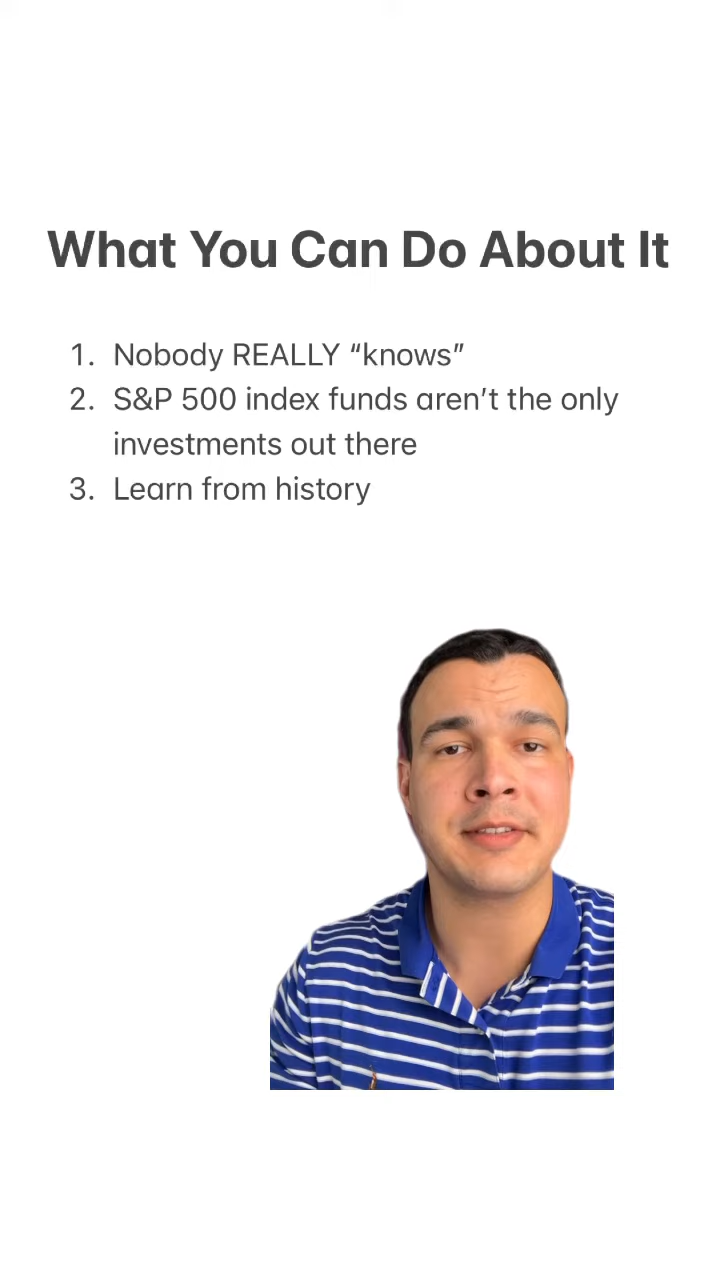 What You Can Do About It
1. Nobody REALLY “knows”
2. S&P 500 index funds aren’t the only
investments out there
3. Learn from history